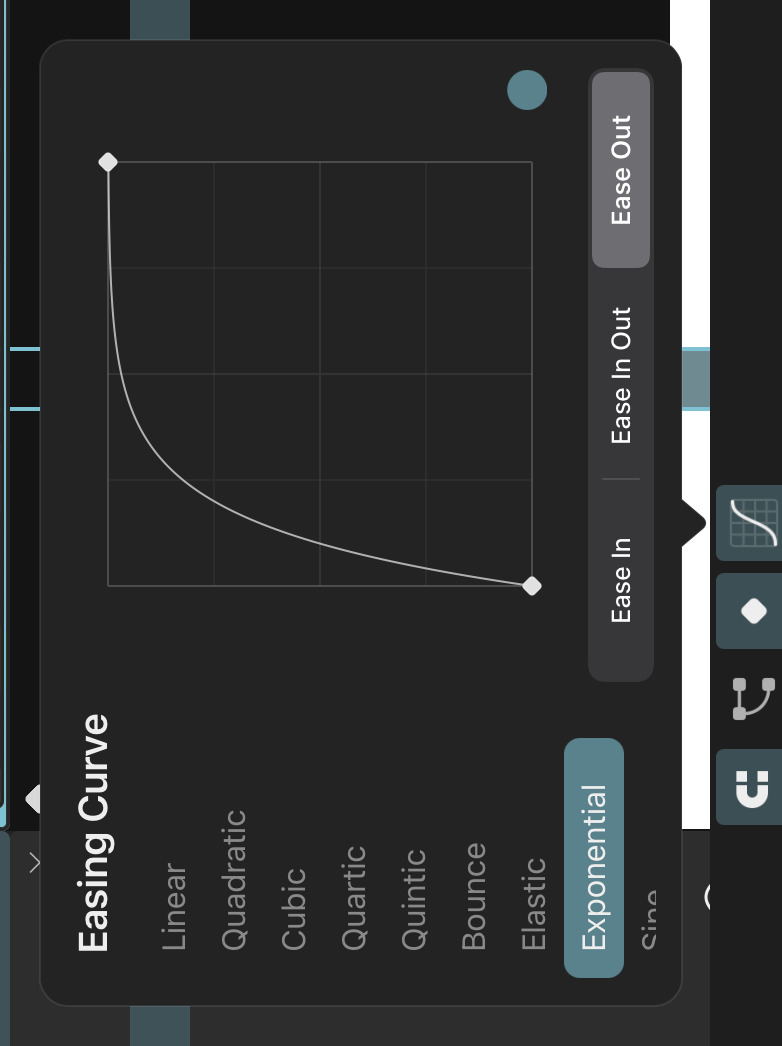 Easing Curve
Linear
Quadratic
Cubic
Quartic
Quintic
Bounce
Elastic
Exponential
Sine
Ease In
Ease In Out
Ease Out